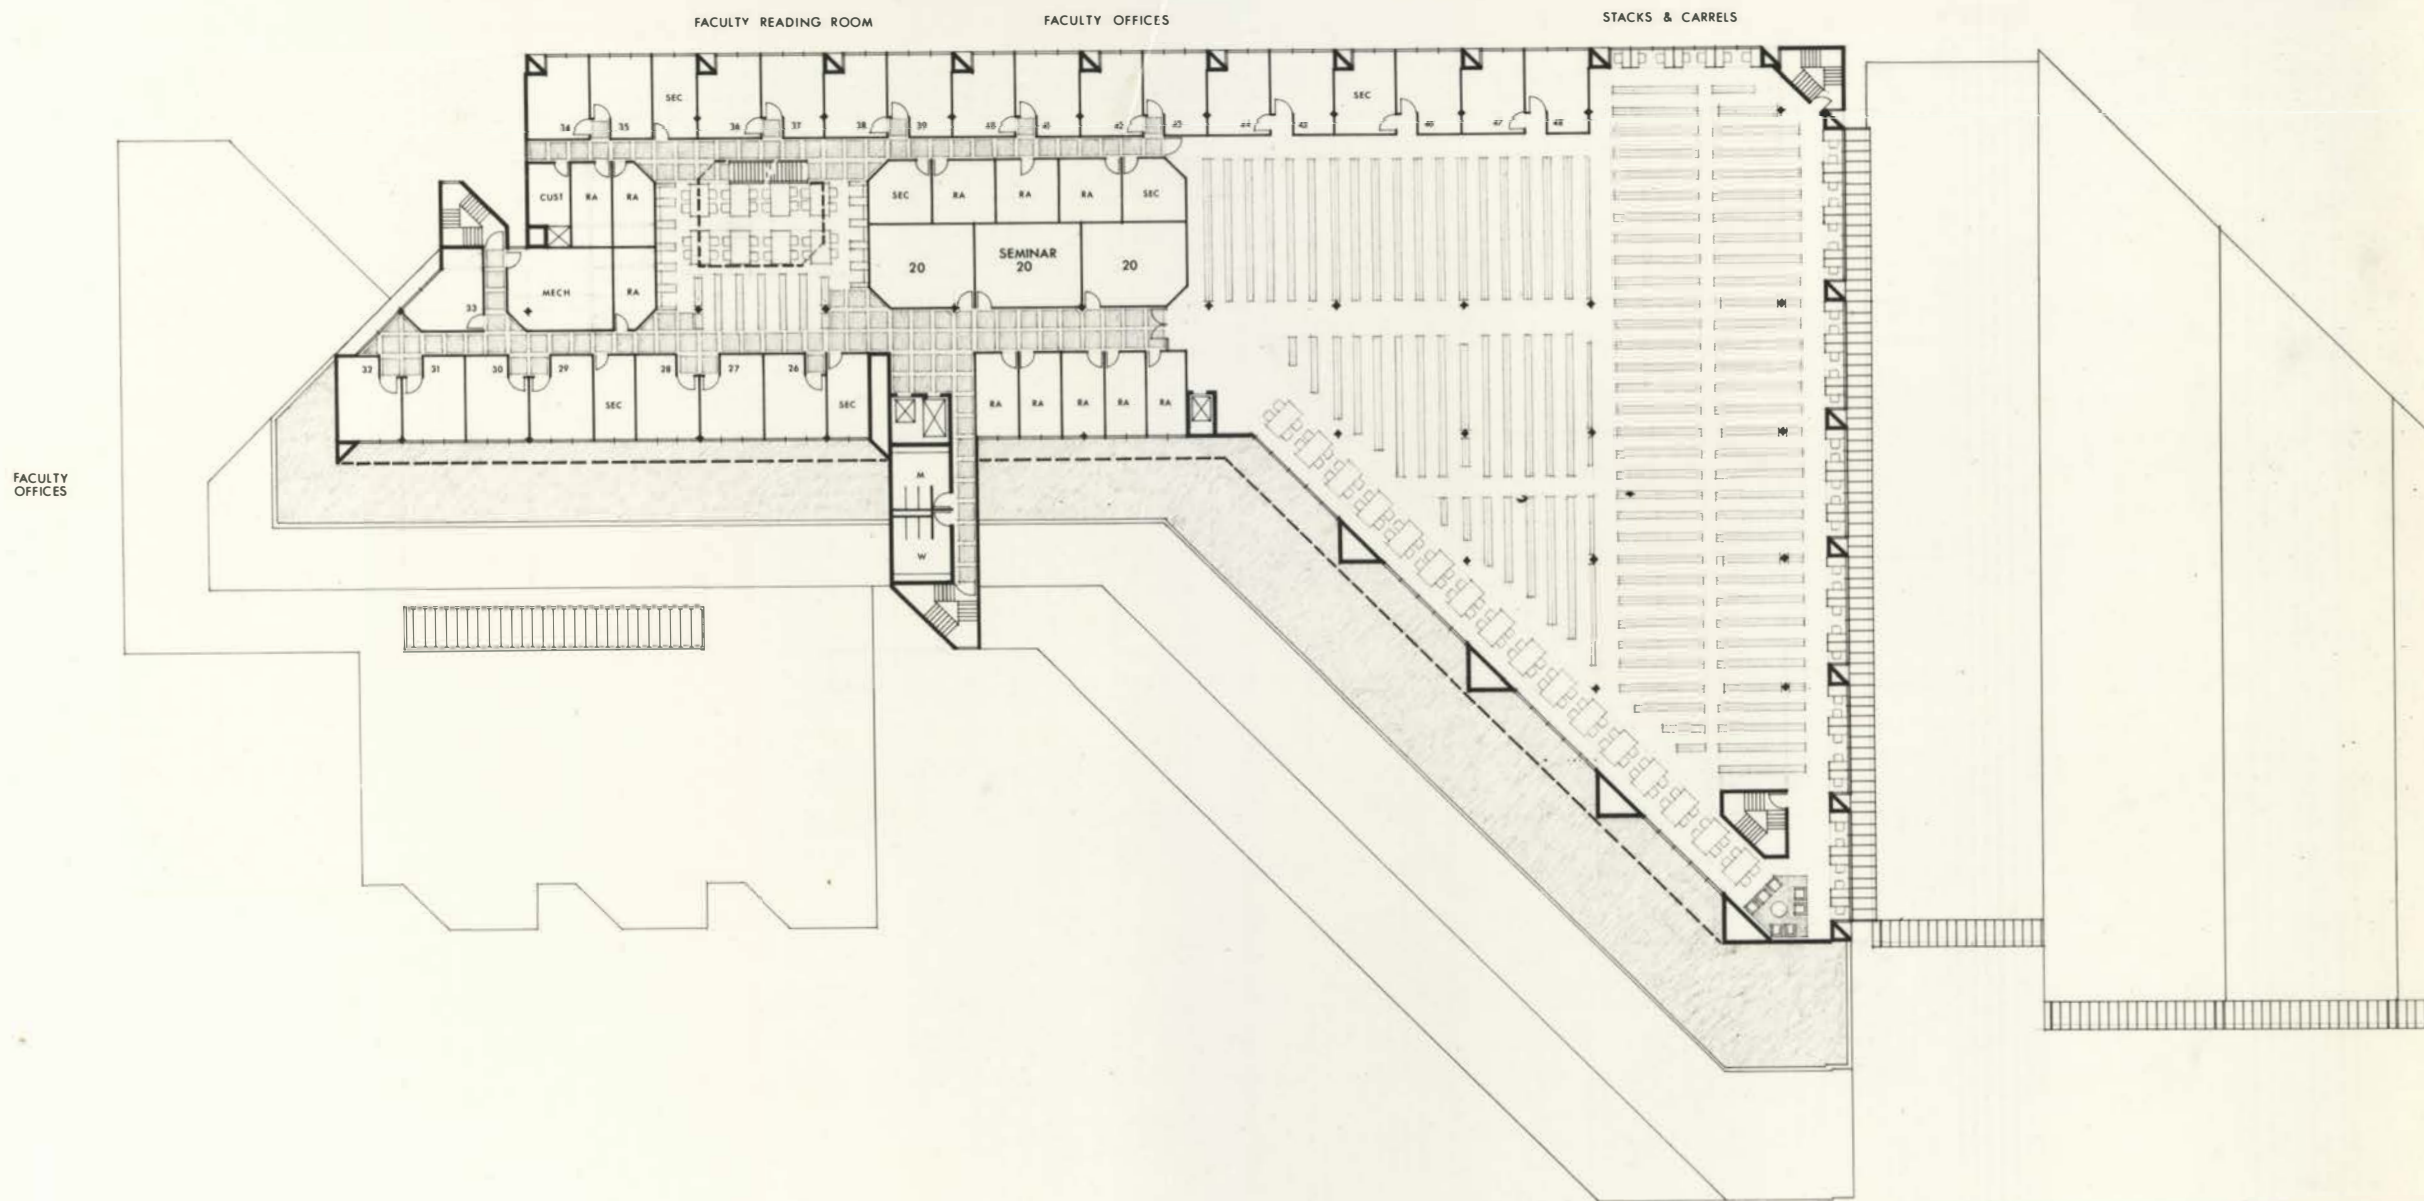 FACULTY READING ROOM
FACULTY OFFICES
STACKS & CARRELS
SEC
SEC
34
35
36
37
38
39
40
41
42
43
44
45
46
47
48
CUST
RA
RA
SEC
RA
RA
RA
SEC
20
SEMINAR
20
20
MECH
RA
33
32
31
30
29
28
27
26
SEC
SEC
RA
RA
RA
RA
RA
M
W
FACULTY
OFFICES